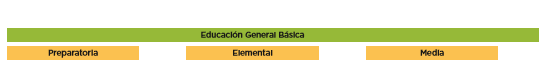 Educación General Básica
Preparatoria Elemental Media